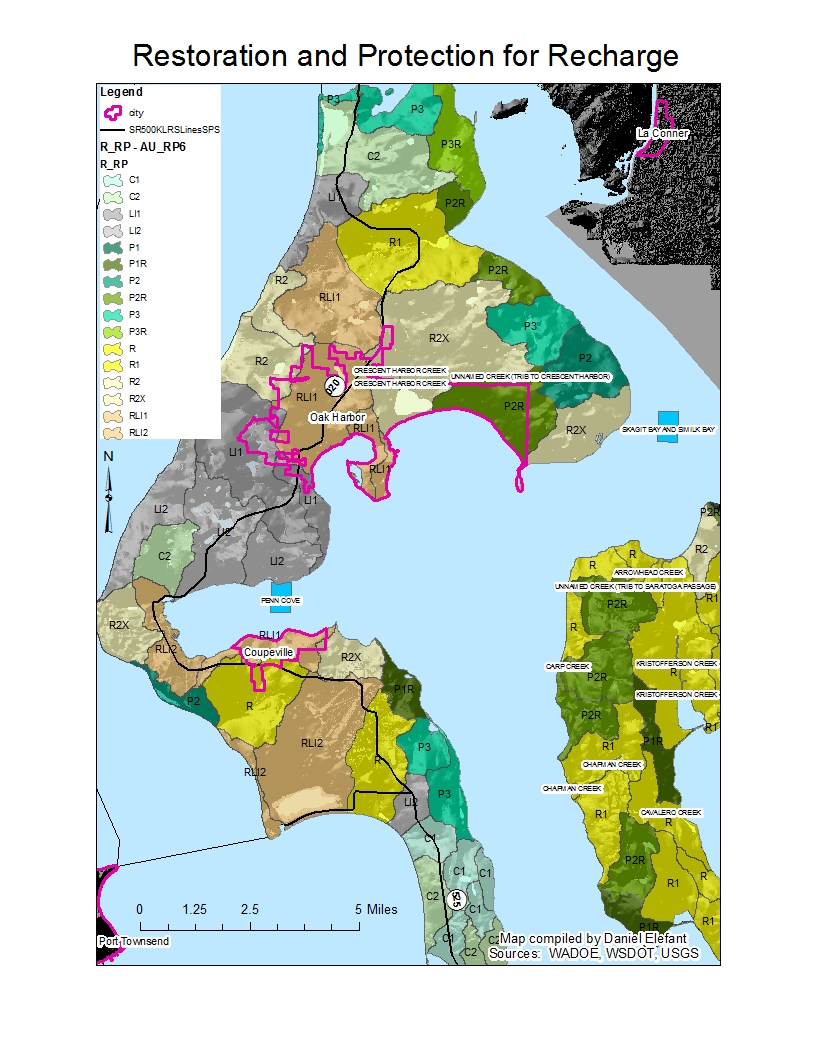 Restoration and Protection for Recharge
Legend
city
SR500KLRSLinesSPS
R_RP - AU_RP6
R_RP
C1
C2
LI1
LI2
P1
P1R
P2
P2R
P3
P3R
R
R1
R2
R2X
RLI1
RLI2
N
P3
P3
La Conner
P3R
C2
LI1
P2R
R1
P2R
R2
RLI1
P3
R2X
P2
R2
CRESCENT HARBOR CREEK
UNNAMED CREEK (TRIB TO CRESCENT HARBOR)
CRESCENT HARBOR CREEK
020
RLI1
P2R
Oak Harbor
RLI1
R2X
SKAGIT BAY AND SIMILK BAY
LI1
RLI1
LI1
LI2
P2R
LI2
C2
LI2
R2
R
R
ARROWHEAD CREEK
UNNAMED CREEK (TRIB TO SARATOGA PASSAGE)
PENN COVE
R1
P2R
R2X
R
RLI1
Coupeville
RLI2
R2X
CARP CREEK
KRISTOFFERSON CREEK
R
P2R
P1R
KRISTOFFERSON CREEK
P2
R
P2R
R1
RLI2
P1R
P3
R1
R
CHAPMAN CREEK
RLI2
CHAPMAN CREEK
P3
LI2
CAVALERO CREEK
R1
R
C1
P2R
C1
C1
R
R1
C2
525
0
1.25
2.5
5 Miles
C1
R1
P1R
C1
C2
Port Townsend
C2
Map compiled by Daniel Elefant
Sources: WADOE, WSDOT, USGS